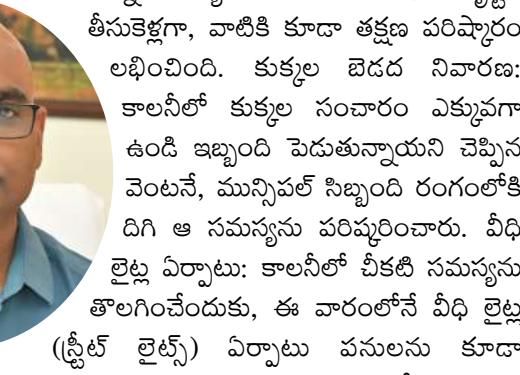 తీసుకెళ్లగా, వాటికి కూడా తక్షణ పరిష్కారం
లభించింది. కుక్కల బెడద నివారణ:
కాలనీలో కుక్కల సంచారం ఎక్కువగా
ఉండి ఇబ్బంది పెడుతున్నాయని చెప్పిన
వెంటనే, మున్సిపల్ సిబ్బంది రంగంలోకి
దిగి ఆ సమస్యను పరిష్కరించారు. వీధి
లైట్ల ఏర్పాటు: కాలనీలో చీకటి సమస్యను
తొలగించేందుకు, ఈ వారంలోనే వీధి లైట్ల
(స్ట్రీట్ లైట్స్) ఏర్పాటు పనులను కూడా